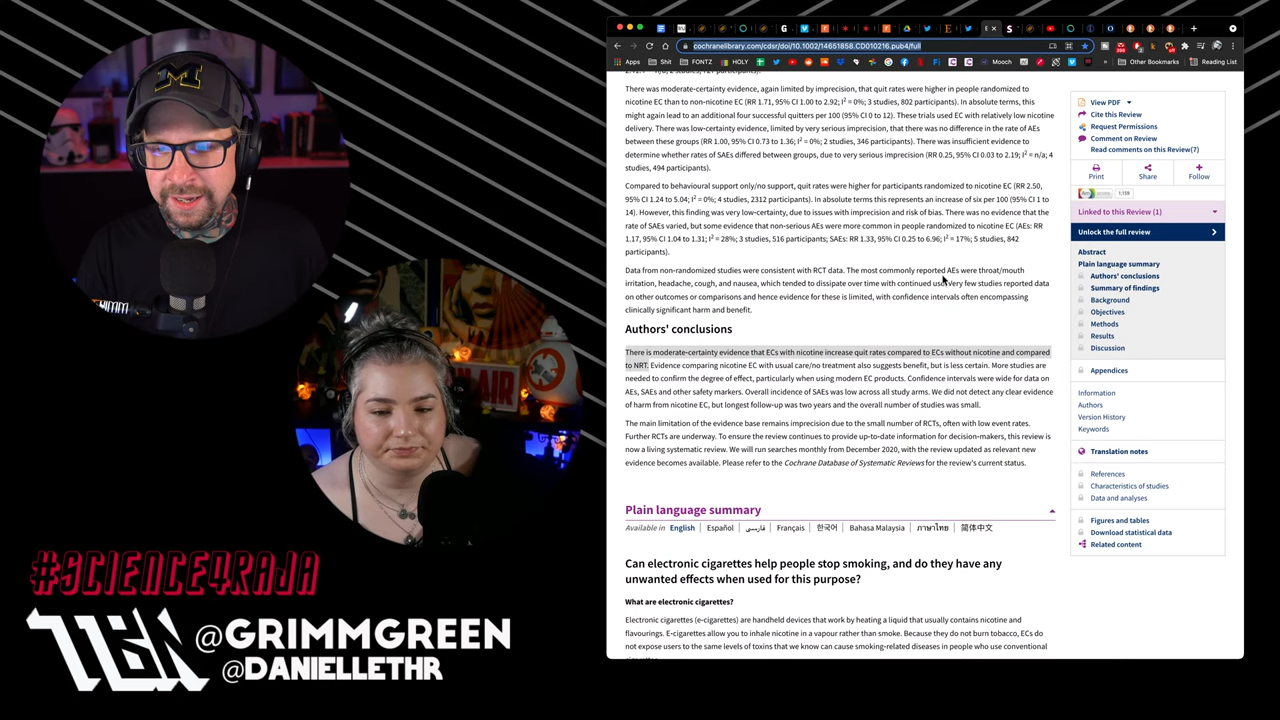 cochranelibrary.com/cdsr/doi/10.1002/14651858.CD010216.pub4/full
Apps
Shit
FONTZ
HOLY
Mooch
Other Bookmarks
Reading List
There was moderate-certainty evidence, again limited by imprecision, that quit rates were higher in people randomized to
nicotine EC than to non-nicotine EC (RR 1.71, 95% CI 1.00 to 2.92; I² = 0%; 3 studies, 802 participants). In absolute terms, this
might again lead to an additional four successful quitters per 100 (95% CI 0 to 12). These trials used EC with relatively low nicotine
delivery. There was low-certainty evidence, limited by very serious imprecision, that there was no difference in the rate of AEs
between these groups (RR 1.00, 95% CI 0.73 to 1.36; I² = 0%; 2 studies, 346 participants). There was insufficient evidence to
determine whether rates of SAEs differed between groups, due to very serious imprecision (RR 0.25, 95% CI 0.03 to 2.19; I² = n/a; 4
studies, 494 participants).
Compared to behavioural support only/no support, quit rates were higher for participants randomized to nicotine EC (RR 2.50,
95% CI 1.24 to 5.04; I² = 0%; 4 studies, 2312 participants). In absolute terms this represents an increase of six per 100 (95% CI 1 to
14). However, this finding was very low-certainty, due to issues with imprecision and risk of bias. There was no evidence that the
rate of SAEs varied, but some evidence that non-serious AEs were more common in people randomized to nicotine EC (AEs: RR
1.17, 95% CI 1.04 to 1.31; I² = 28%; 3 studies, 516 participants; SAEs: RR 1.33, 95% CI 0.25 to 6.96; I² = 17%; 5 studies, 842
participants).
Data from non-randomized studies were consistent with RCT data. The most commonly reported AEs were throat/mouth
irritation, headache, cough, and nausea, which tended to dissipate over time with continued use. Very few studies reported data
on other outcomes or comparisons and hence evidence for these is limited, with confidence intervals often encompassing
clinically significant harm and benefit.
Authors' conclusions
There is moderate-certainty evidence that ECs with nicotine increase quit rates compared to ECs without nicotine and compared
to NRT. Evidence comparing nicotine EC with usual care/no treatment also suggests benefit, but is less certain. More studies are
needed to confirm the degree of effect, particularly when using modern EC products. Confidence intervals were wide for data on
AEs, SAEs and other safety markers. Overall incidence of SAEs was low across all study arms. We did not detect any clear evidence
of harm from nicotine EC, but longest follow-up was two years and the overall number of studies was small.
The main limitation of the evidence base remains imprecision due to the small number of RCTs, often with low event rates.
Further RCTs are underway. To ensure the review continues to provide up-to-date information for decision-makers, this review is
now a living systematic review. We will run searches monthly from December 2020, with the review updated as relevant new
evidence becomes available. Please refer to the Cochrane Database of Systematic Reviews for the review's current status.
Plain language summary
Available in English | Español | فارسی | Français | 한국어 | Bahasa Malaysia | ภาษาไทย | 简体中文
Can electronic cigarettes help people stop smoking, and do they have any
unwanted effects when used for this purpose?
What are electronic cigarettes?
Electronic cigarettes (e-cigarettes) are handheld devices that work by heating a liquid that usually contains nicotine and
flavourings. E-cigarettes allow you to inhale nicotine in a vapour rather than smoke. Because they do not burn tobacco, ECs do
not expose users to the same levels of toxins that we know can cause smoking-related diseases in people who use conventional
View PDF
Cite this Review
Request Permissions
Comment on Review
Read comments on this Review(7)
Print
Share
Follow
1,159
Linked to this Review (1)
Unlock the full review
Abstract
Plain language summary
Authors' conclusions
Summary of findings
Background
Objectives
Methods
Results
Discussion
Appendices
Information
Authors
Version History
Keywords
Translation notes
References
Characteristics of studies
Data and analyses
Figures and tables
Download statistical data
Related content
#SCIENCE4RAJA
@GRIMMGREEN
@DANIELLETHR